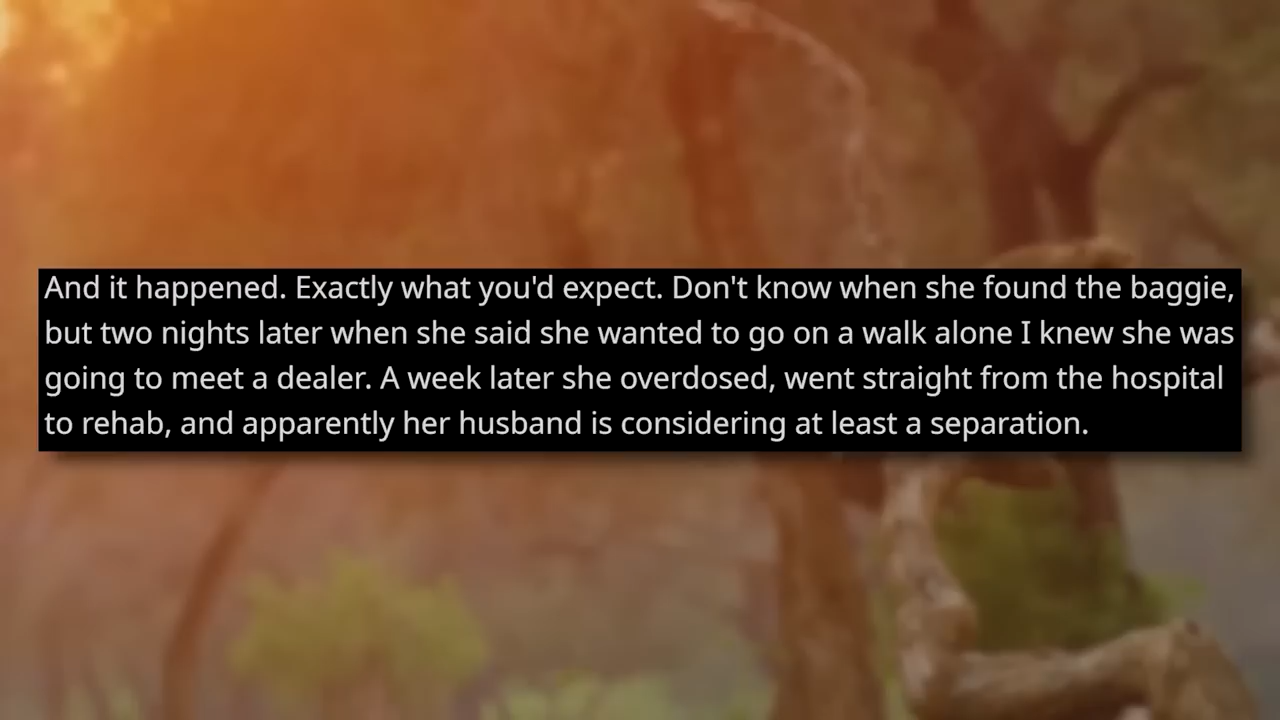 And it happened. Exactly what you'd expect. Don't know when she found the baggie,
but two nights later when she said she wanted to go on a walk alone I knew she was
going to meet a dealer. A week later she overdosed, went straight from the hospital
to rehab, and apparently her husband is considering at least a separation.